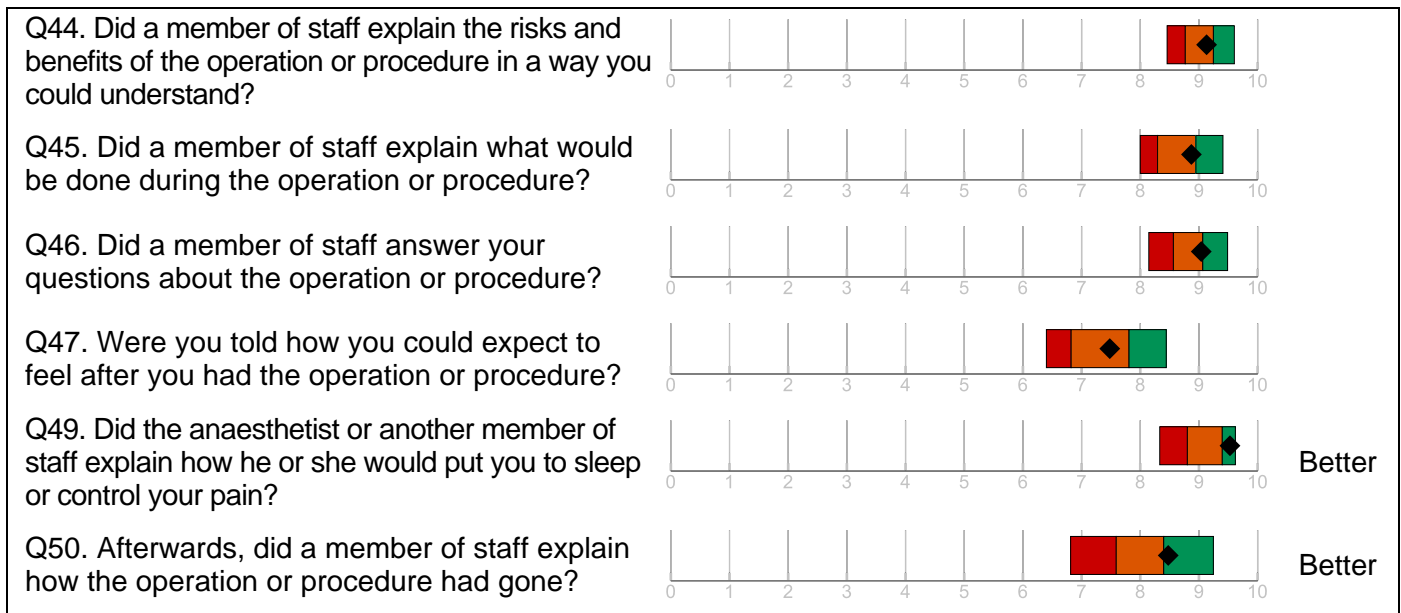 Q44. Did a member of staff explain the risks and
benefits of the operation or procedure in a way you
could understand?
0 1 2 3 4 5 6 7 8 9 10
Q45. Did a member of staff explain what would
be done during the operation or procedure?
0 1 2 3 4 5 6 7 8 9 10
Q46. Did a member of staff answer your
questions about the operation or procedure?
0 1 2 3 4 5 6 7 8 9 10
Q47. Were you told how you could expect to
feel after you had the operation or procedure?
0 1 2 3 4 5 6 7 8 9 10
Q49. Did the anaesthetist or another member of
staff explain how he or she would put you to sleep
or control your pain?
0 1 2 3 4 5 6 7 8 9 10
Better
Q50. Afterwards, did a member of staff explain
how the operation or procedure had gone?
0 1 2 3 4 5 6 7 8 9 10
Better